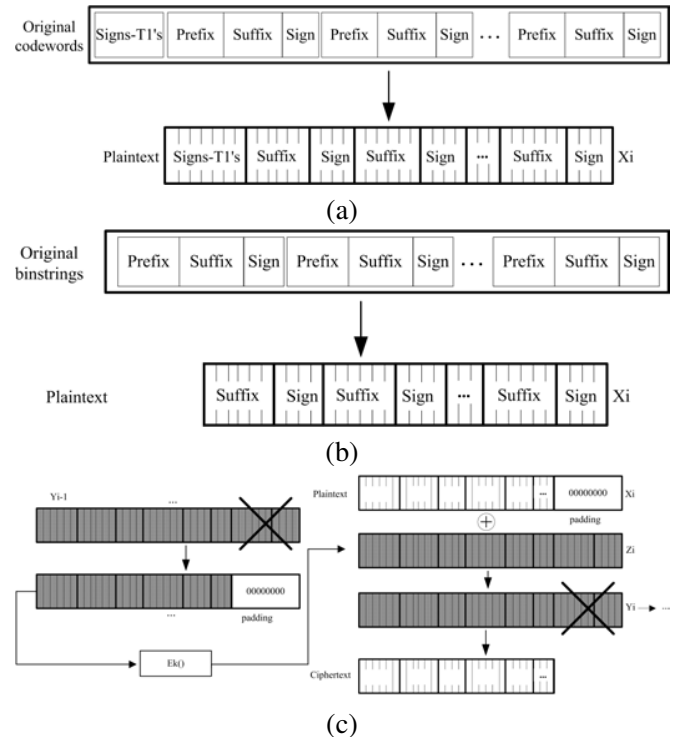 Original codewords
Signs-T1's Prefix Suffix Sign Prefix Suffix Sign ... Prefix Suffix Sign
Plaintext Signs-T1's Suffix Sign Suffix Sign ... Suffix Sign Xi
(a)
Original binstrings
Prefix Suffix Sign Prefix Suffix Sign ... Prefix Suffix Sign
Plaintext Suffix Sign Suffix Sign ... Suffix Sign Xi
(b)
Yi-1 ...
00000000
... padding
Ek()
Plaintext ... 00000000 Xi
padding
Zi
Yi ...
Ciphertext ...
(c)